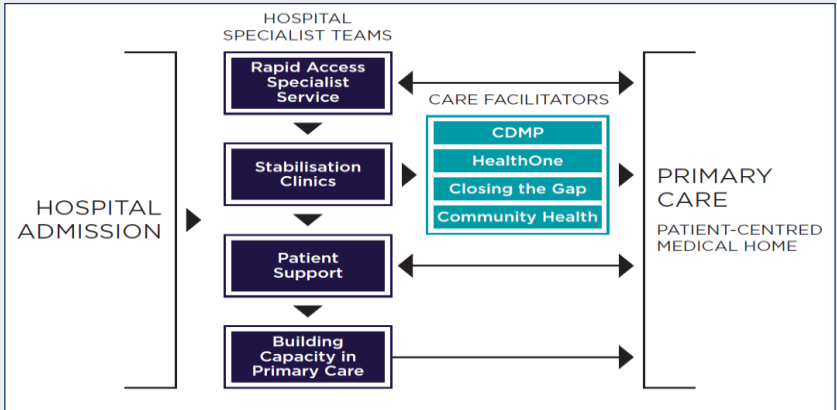 HOSPITAL
SPECIALIST TEAMS
Rapid Access
Specialist
Service
CARE FACILITATORS
CDMP
HealthOne
Closing the Gap
Community Health
Stabilisation
Clinics
HOSPITAL
ADMISSION
PRIMARY
CARE
PATIENT-CENTRED
MEDICAL HOME
Patient
Support
Building
Capacity in
Primary Care